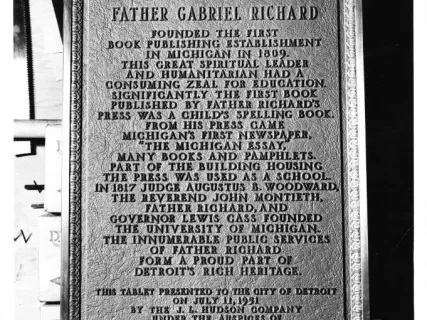 FATHER GABRIEL RICHARD
FOUNDED THE FIRST
BOOK PUBLISHING ESTABLISHMENT
IN MICHIGAN IN 1809.
THIS GREAT SPIRITUAL LEADER
AND HUMANITARIAN HAD A
CONSUMING ZEAL FOR EDUCATION.
SIGNIFICANTLY THE FIRST BOOK
PUBLISHED BY FATHER RICHARD'S
PRESS WAS A CHILD'S SPELLING BOOK.
FROM HIS PRESS CAME
MICHIGAN'S FIRST NEWSPAPER,
"THE MICHIGAN ESSAY,
MANY BOOKS AND PAMPHLETS.
PART OF THE BUILDING HOUSING
THE PRESS WAS USED AS A SCHOOL.
IN 1817 JUDGE AUGUSTUS B. WOODWARD,
THE REVEREND JOHN MONTIETH,
FATHER RICHARD, AND
GOVERNOR LEWIS CASS FOUNDED
THE UNIVERSITY OF MICHIGAN.
THE INNUMERABLE PUBLIC SERVICES
OF FATHER RICHARD
FORM A PROUD PART OF
DETROIT'S RICH HERITAGE.
THIS TABLET PRESENTED TO THE CITY OF DETROIT
ON JULY 11, 1951
BY THE J. L. HUDSON COMPANY
UNDER THE AUSPICES OF